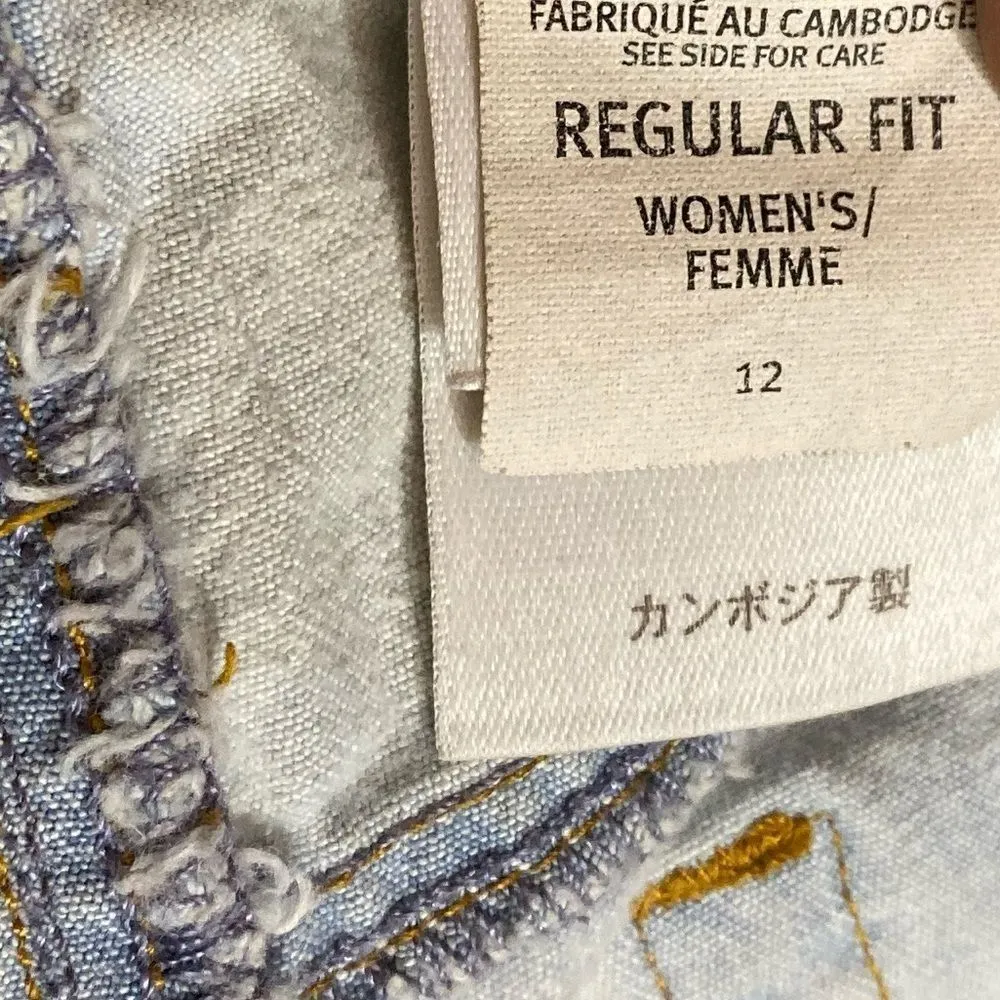 FABRIQUÉ AU CAMBODGE
SEE SIDE FOR CARE
REGULAR FIT
WOMEN'S/
FEMME
12
カンボジア製